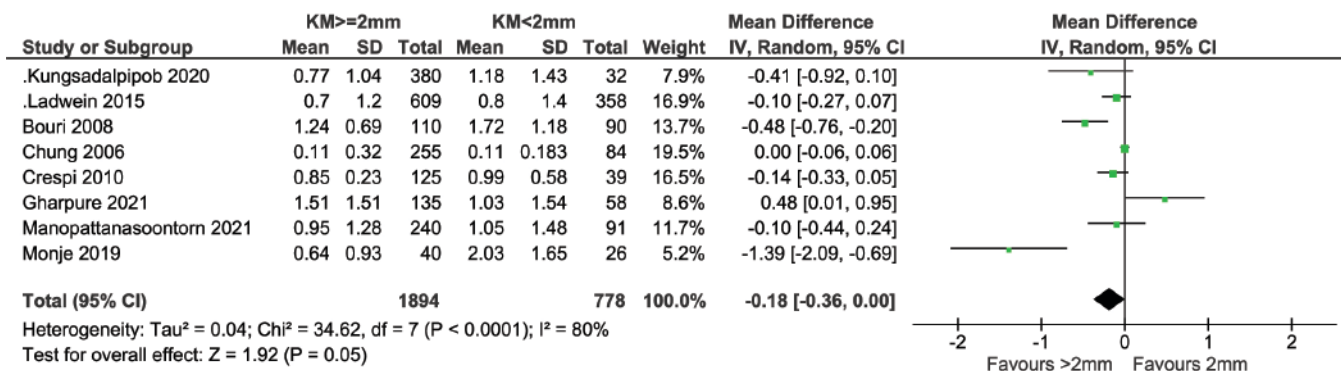 KM>=2mm KM<2mm Mean Difference Mean Difference
Study or Subgroup Mean SD Total Mean SD Total Weight IV, Random, 95% CI IV, Random, 95% CI
.Kungsadalpipob 2020 0.77 1.04 380 1.18 1.43 32 7.9% -0.41 [-0.92, 0.10]
.Ladwein 2015 0.7 1.2 609 0.8 1.4 358 16.9% -0.10 [-0.27, 0.07]
Bouri 2008 1.24 0.69 110 1.72 1.18 90 13.7% -0.48 [-0.76, -0.20]
Chung 2006 0.11 0.32 255 0.11 0.183 84 19.5% 0.00 [-0.06, 0.06]
Crespi 2010 0.85 0.23 125 0.99 0.58 39 16.5% -0.14 [-0.33, 0.05]
Gharpure 2021 1.51 1.51 135 1.03 1.54 58 8.6% 0.48 [0.01, 0.95]
Manopattanasoontorn 2021 0.95 1.28 240 1.05 1.48 91 11.7% -0.10 [-0.44, 0.24]
Monje 2019 0.64 0.93 40 2.03 1.65 26 5.2% -1.39 [-2.09, -0.69]
Total (95% CI) 1894 778 100.0% -0.18 [-0.36, 0.00]
Heterogeneity: Tau² = 0.04; Chi² = 34.62, df = 7 (P < 0.0001); I² = 80%
Test for overall effect: Z = 1.92 (P = 0.05)
-2 -1 0 1 2
Favours >2mm Favours 2mm